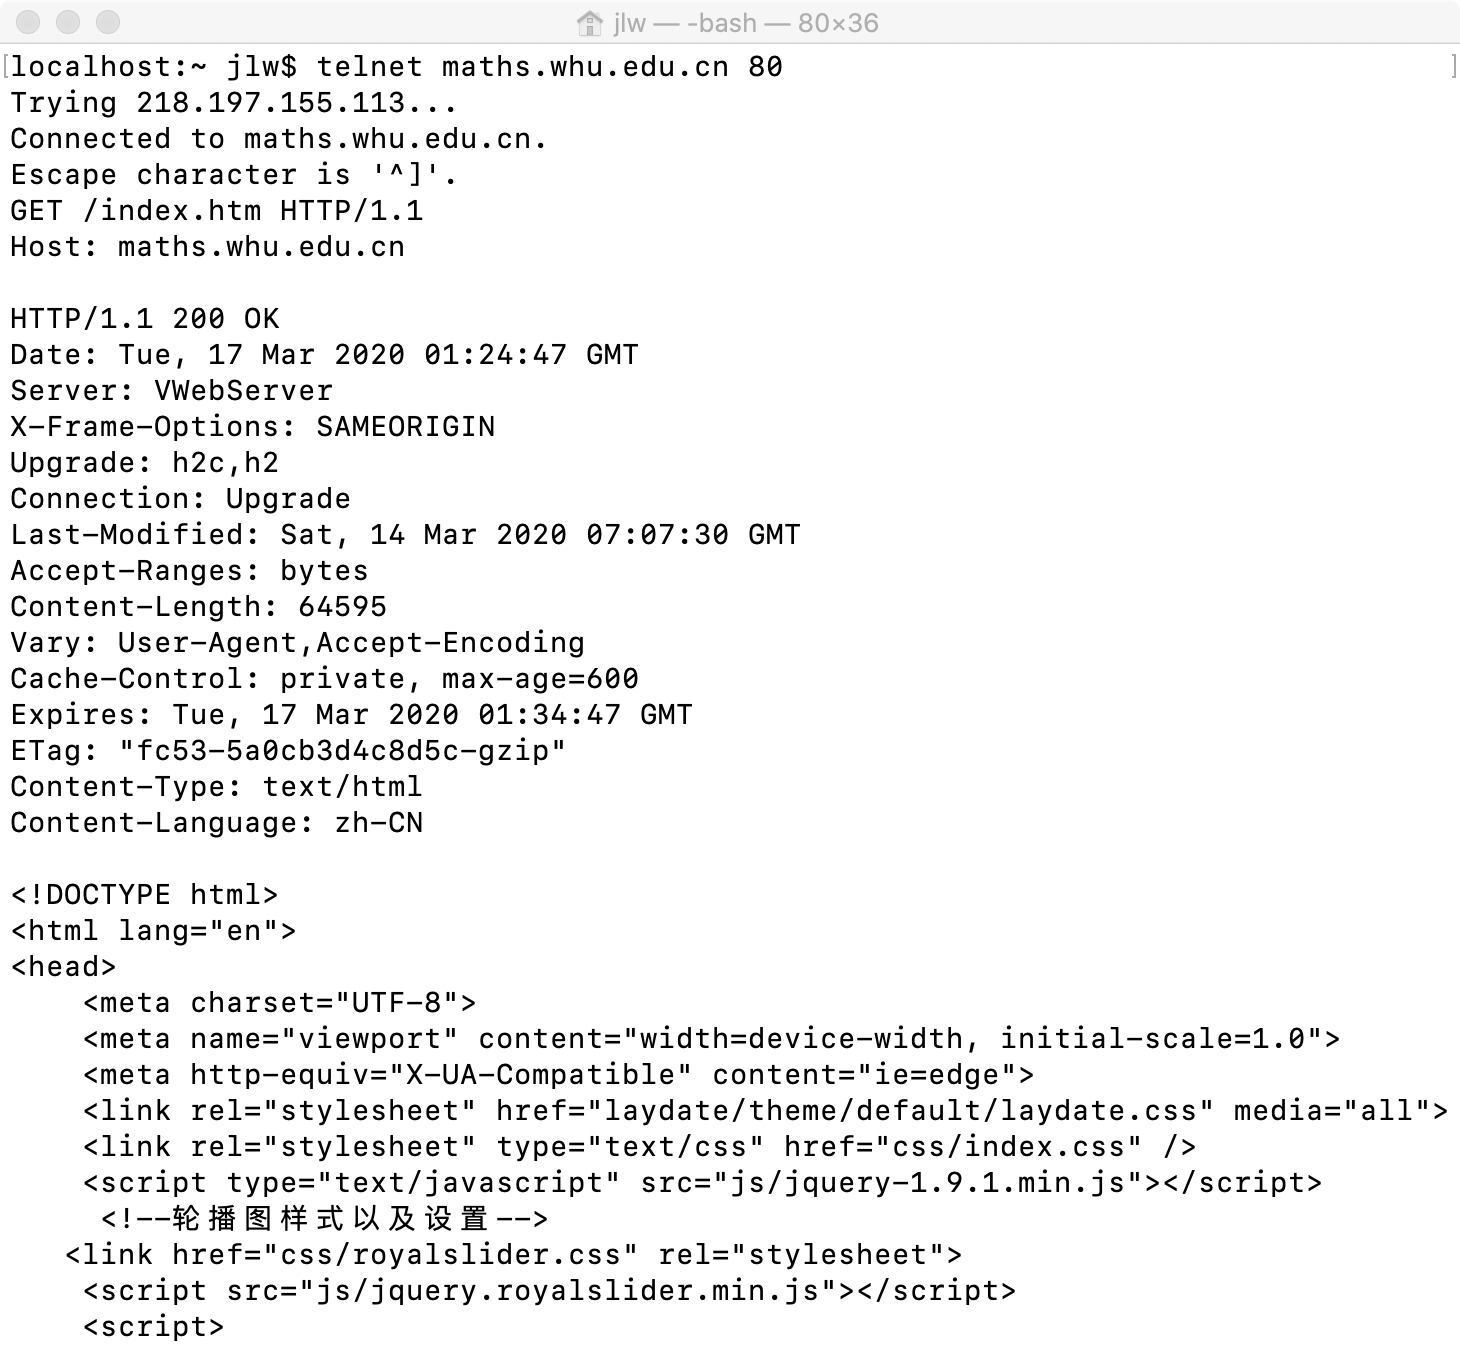 jlw — -bash — 80×36
[localhost:~ jlw$ telnet maths.whu.edu.cn 80 ]
Trying 218.197.155.113...
Connected to maths.whu.edu.cn.
Escape character is '^]'.
GET /index.htm HTTP/1.1
Host: maths.whu.edu.cn
HTTP/1.1 200 OK
Date: Tue, 17 Mar 2020 01:24:47 GMT
Server: VWebServer
X-Frame-Options: SAMEORIGIN
Upgrade: h2c,h2
Connection: Upgrade
Last-Modified: Sat, 14 Mar 2020 07:07:30 GMT
Accept-Ranges: bytes
Content-Length: 64595
Vary: User-Agent,Accept-Encoding
Cache-Control: private, max-age=600
Expires: Tue, 17 Mar 2020 01:34:47 GMT
ETag: "fc53-5a0cb3d4c8d5c-gzip"
Content-Type: text/html
Content-Language: zh-CN
<!DOCTYPE html>
<html lang="en">
<head>
    <meta charset="UTF-8">
    <meta name="viewport" content="width=device-width, initial-scale=1.0">
    <meta http-equiv="X-UA-Compatible" content="ie=edge">
    <link rel="stylesheet" href="laydate/theme/default/laydate.css" media="all">
    <link rel="stylesheet" type="text/css" href="css/index.css" />
    <script type="text/javascript" src="js/jquery-1.9.1.min.js"></script>
     <!--轮播图样式以及设置-->
   <link href="css/royalslider.css" rel="stylesheet">
    <script src="js/jquery.royalslider.min.js"></script>
    <script>